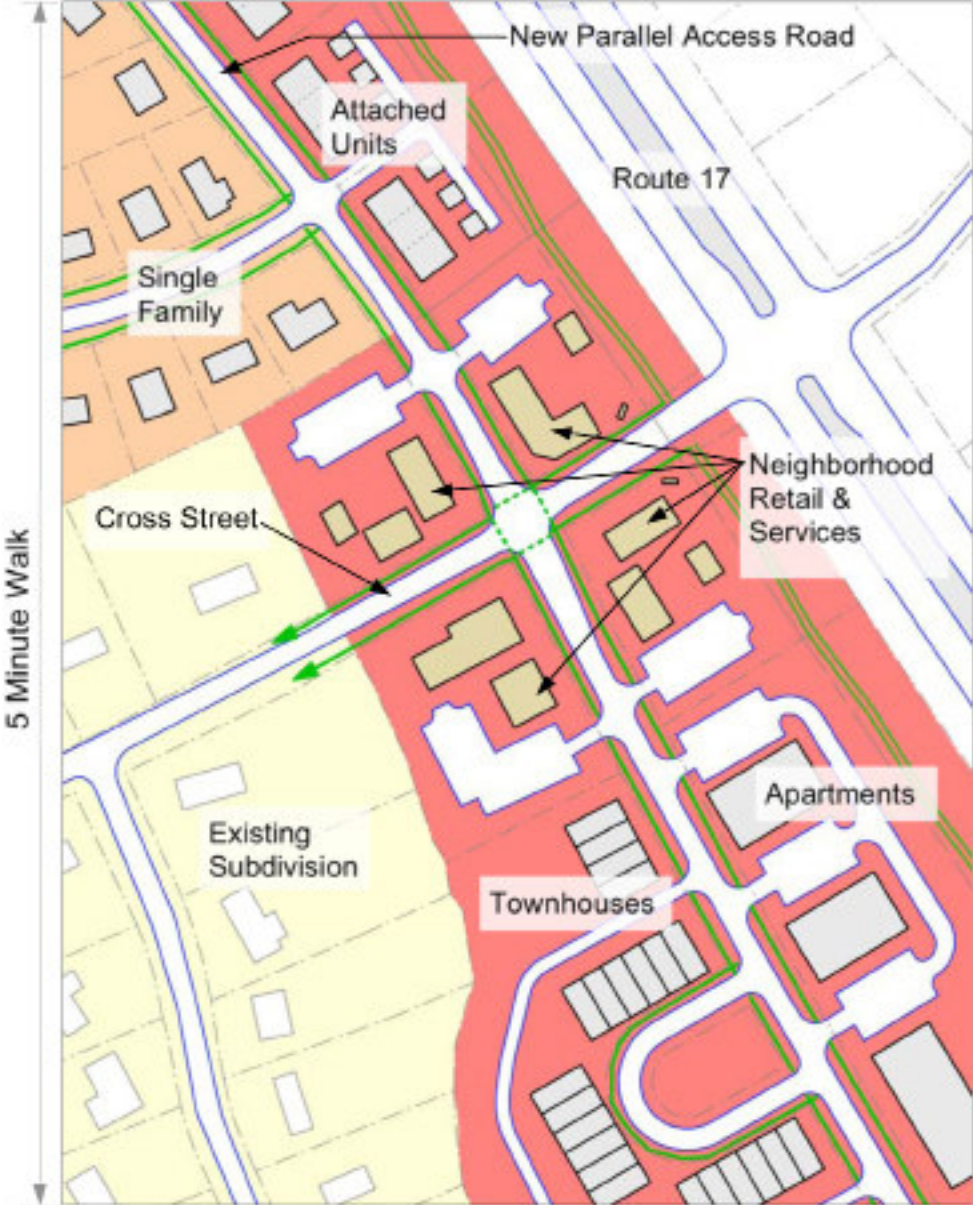 New Parallel Access Road
Attached
Units
Route 17
Single
Family
Neighborhood
Retail &
Services
Cross Street
5 Minute Walk
Apartments
Existing
Subdivision
Townhouses